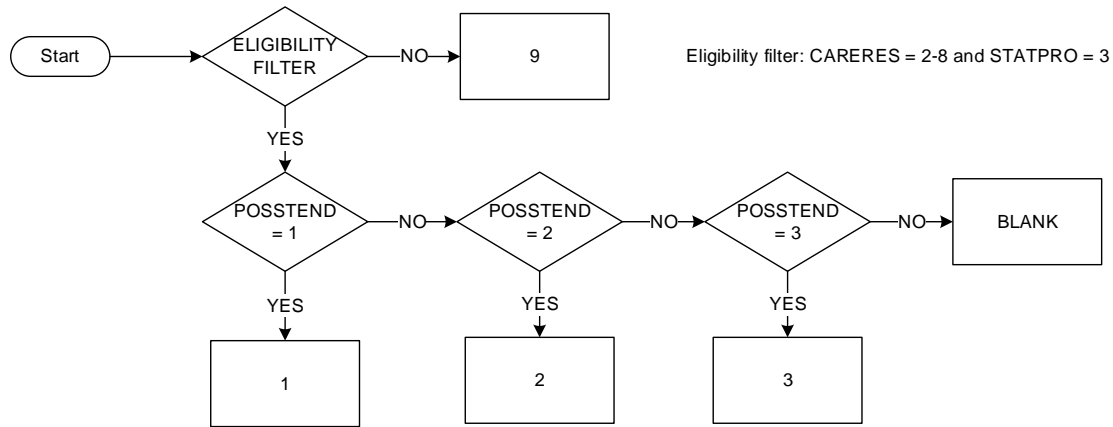 Start
ELIGIBILITY
FILTER
NO
9
Eligibility filter: CARERES = 2-8 and STATPRO = 3
YES
POSSTEND
= 1
NO
POSSTEND
= 2
NO
POSSTEND
= 3
NO
BLANK
YES
YES
YES
1
2
3